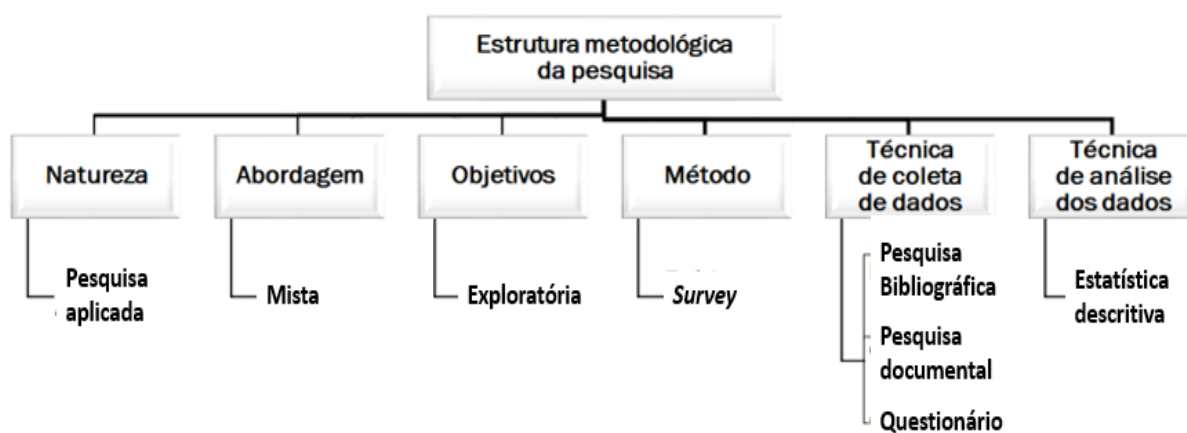 Estrutura metodológica
da pesquisa
Natureza
Abordagem
Objetivos
Método
Técnica
de coleta
de dados
Técnica
de análise
dos dados
Pesquisa
aplicada
Mista
Exploratória
Survey
Pesquisa
Bibliográfica
Pesquisa
documental
Questionário
Estatística
descritiva